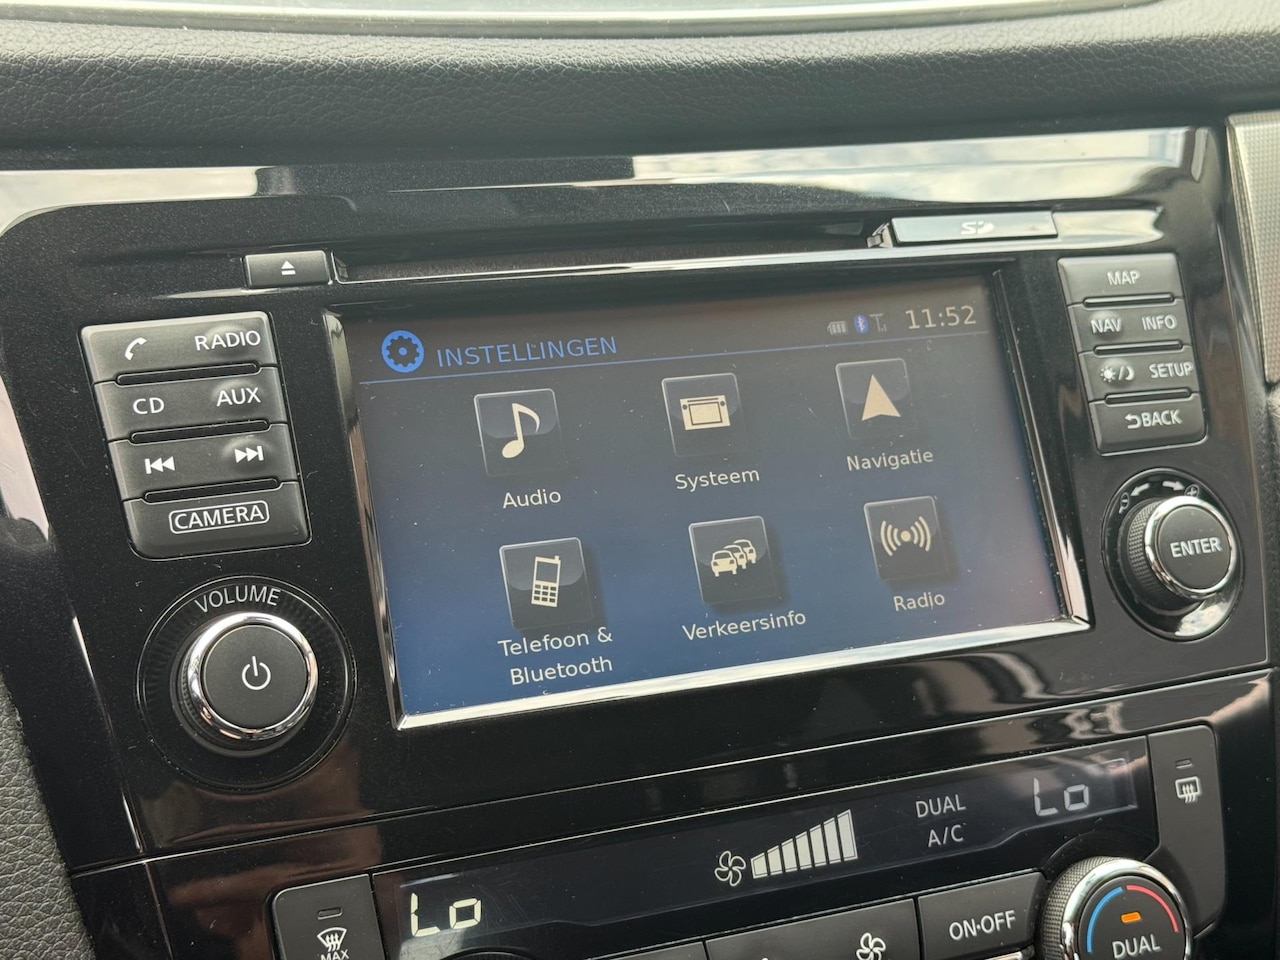 SD
RADIO
CD AUX
CAMERA
VOLUME
INSTELLINGEN
11:52
Audio
Systeem
Navigatie
Telefoon &
Bluetooth
Verkeersinfo
Radio
MAP
NAV INFO
SETUP
BACK
ENTER
DUAL
A/C
Lo
Lo
MAX
ON·OFF
DUAL